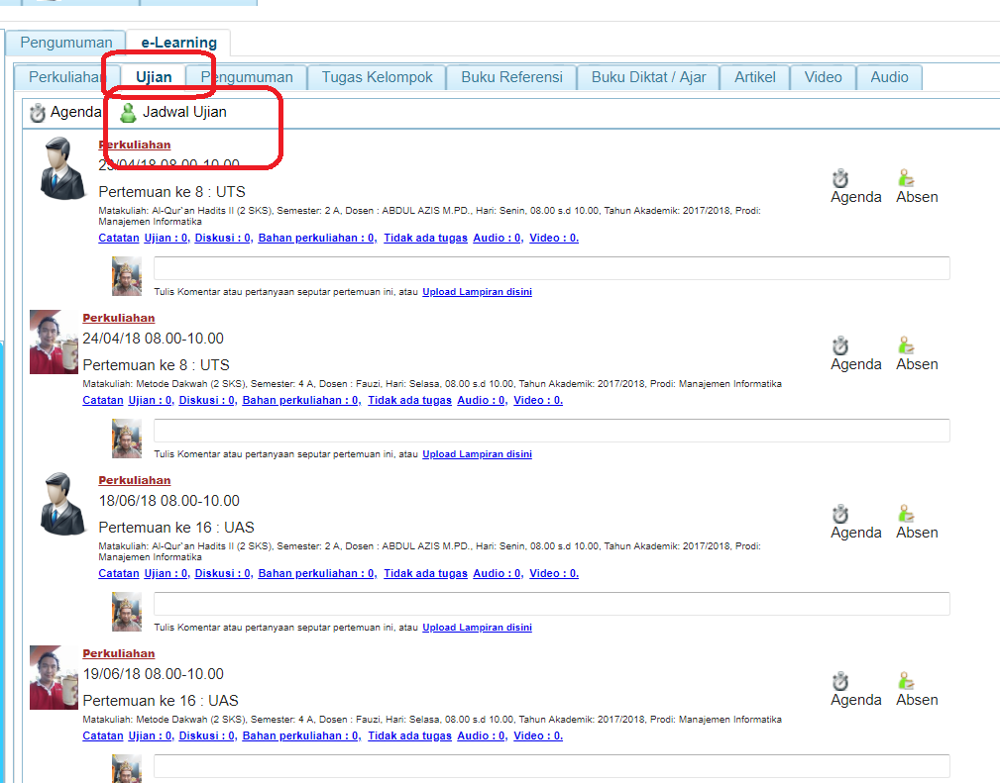 Pengumuman e-Learning
Perkuliahan Ujian Pengumuman Tugas Kelompok Buku Referensi Buku Diktat / Ajar Artikel Video Audio
Agenda Jadwal Ujian
Perkuliahan
23/04/18 08.00-10.00
Agenda Absen
Pertemuan ke 8 : UTS
Matakuliah: Al-Qur`an Hadits II (2 SKS), Semester: 2 A, Dosen : ABDUL AZIS M.PD., Hari: Senin, 08.00 s.d 10.00, Tahun Akademik: 2017/2018, Prodi:
Manajemen Informatika
Catatan Ujian : 0, Diskusi : 0, Bahan perkuliahan : 0, Tidak ada tugas Audio : 0, Video : 0.
Tulis Komentar atau pertanyaan seputar pertemuan ini, atau Upload Lampiran disini
Perkuliahan
24/04/18 08.00-10.00
Pertemuan ke 8 : UTS
Agenda Absen
Matakuliah: Metode Dakwah (2 SKS), Semester: 4 A, Dosen : Fauzi, Hari: Selasa, 08.00 s.d 10.00, Tahun Akademik: 2017/2018, Prodi: Manajemen Informatika
Catatan Ujian : 0, Diskusi : 0, Bahan perkuliahan : 0, Tidak ada tugas Audio : 0, Video : 0.
Tulis Komentar atau pertanyaan seputar pertemuan ini, atau Upload Lampiran disini
Perkuliahan
18/06/18 08.00-10.00
Pertemuan ke 16 : UAS
Agenda Absen
Matakuliah: Al-Qur`an Hadits II (2 SKS), Semester: 2 A, Dosen : ABDUL AZIS M.PD., Hari: Senin, 08.00 s.d 10.00, Tahun Akademik: 2017/2018, Prodi:
Manajemen Informatika
Catatan Ujian : 0, Diskusi : 0, Bahan perkuliahan : 0, Tidak ada tugas Audio : 0, Video : 0.
Tulis Komentar atau pertanyaan seputar pertemuan ini, atau Upload Lampiran disini
Perkuliahan
19/06/18 08.00-10.00
Pertemuan ke 16 : UAS
Agenda Absen
Matakuliah: Metode Dakwah (2 SKS), Semester: 4 A, Dosen : Fauzi, Hari: Selasa, 08.00 s.d 10.00, Tahun Akademik: 2017/2018, Prodi: Manajemen Informatika
Catatan Ujian : 0, Diskusi : 0, Bahan perkuliahan : 0, Tidak ada tugas Audio : 0, Video : 0.